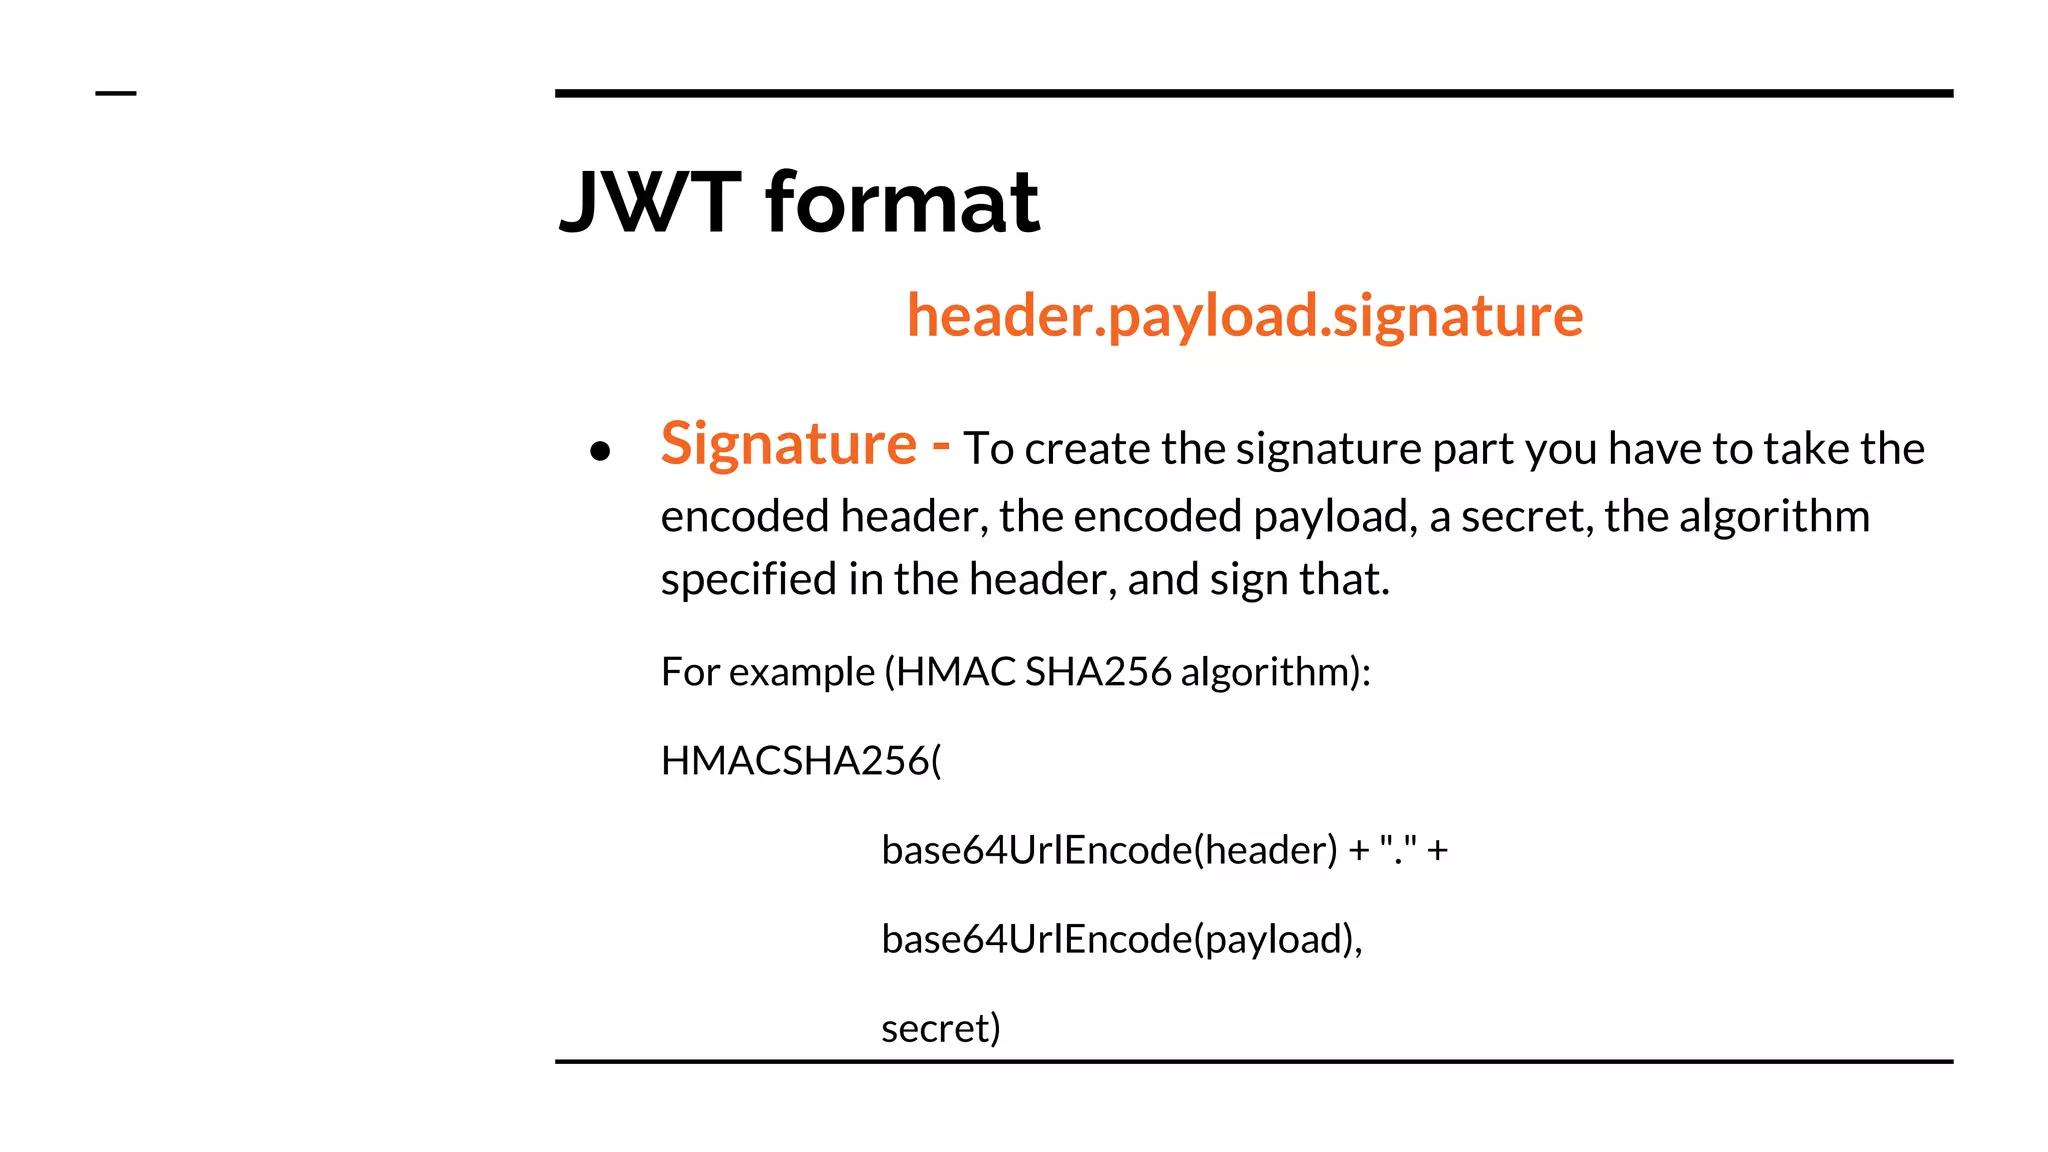 JWT format
header.payload.signature
● Signature - To create the signature part you have to take the
encoded header, the encoded payload, a secret, the algorithm
specified in the header, and sign that.
For example (HMAC SHA256 algorithm):
HMACSHA256(
base64UrlEncode(header) + "." +
base64UrlEncode(payload),
secret)